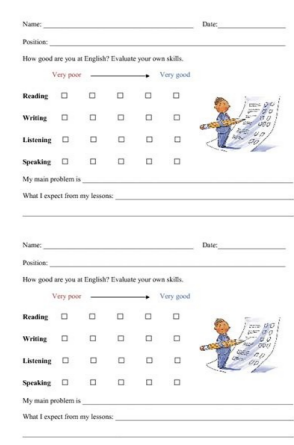 Name: Date:
Position:
How good are you at English? Evaluate your own skills.
Very poor Very good
Reading
Writing
Listening
Speaking
My main problem is
What I expect from my lessons:
Name: Date:
Position:
How good are you at English? Evaluate your own skills.
Very poor Very good
Reading
Writing
Listening
Speaking
My main problem is
What I expect from my lessons: